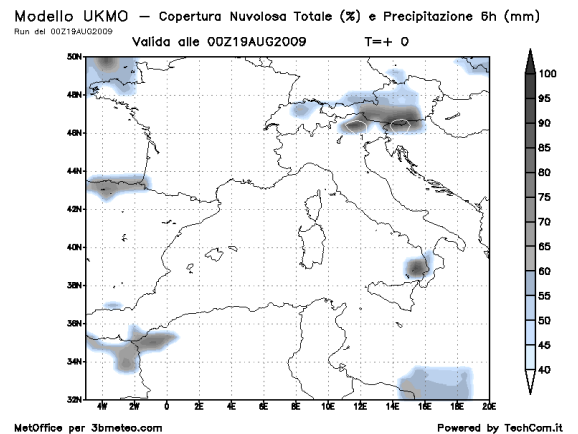 Modello UKMO – Copertura Nuvolosa Totale (%) e Precipitazione 6h (mm)
Run del 00Z19AUG2009
Valida alle 00Z19AUG2009 T=+ 0
50N
48N
46N
44N
42N
40N
38N
36N
34N
32N
4W 2W 0 2E 4E 6E 8E 10E 12E 14E 16E 18E 20E
100
95
90
85
80
75
70
65
60
55
50
45
40
MetOffice per 3bmeteo.com Powered by TechCom.it